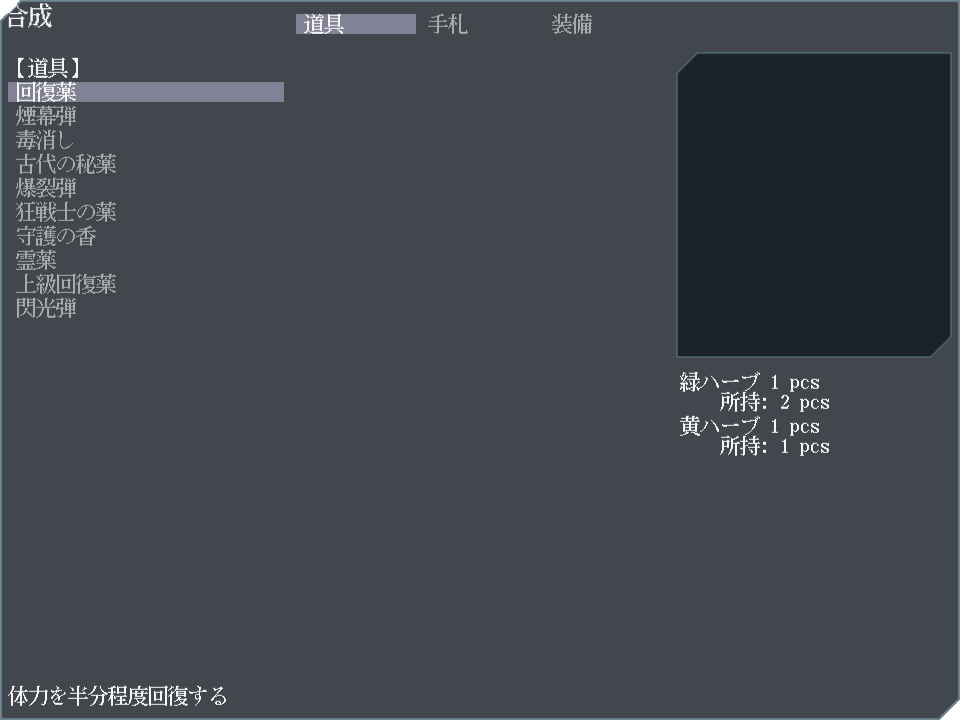 合成
道具 手札 装備
【道具】
回復薬
煙幕弾
毒消し
古代の秘薬
爆裂弾
狂戦士の薬
守護の香
霊薬
上級回復薬
閃光弾
緑ハーブ 1 pcs
所持: 2 pcs
黄ハーブ 1 pcs
所持: 1 pcs
体力を半分程度回復する